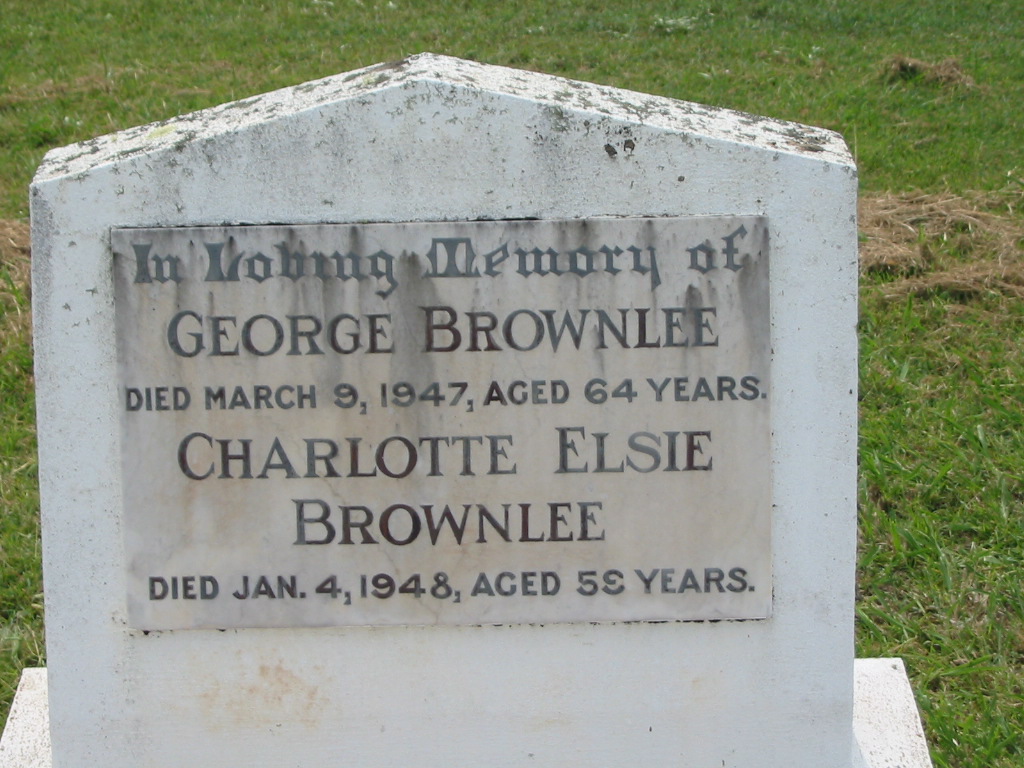 In Loving Memory of
GEORGE BROWNLEE
DIED MARCH 9, 1947, AGED 64 YEARS.
CHARLOTTE ELSIE
BROWNLEE
DIED JAN. 4, 1948, AGED 59 YEARS.